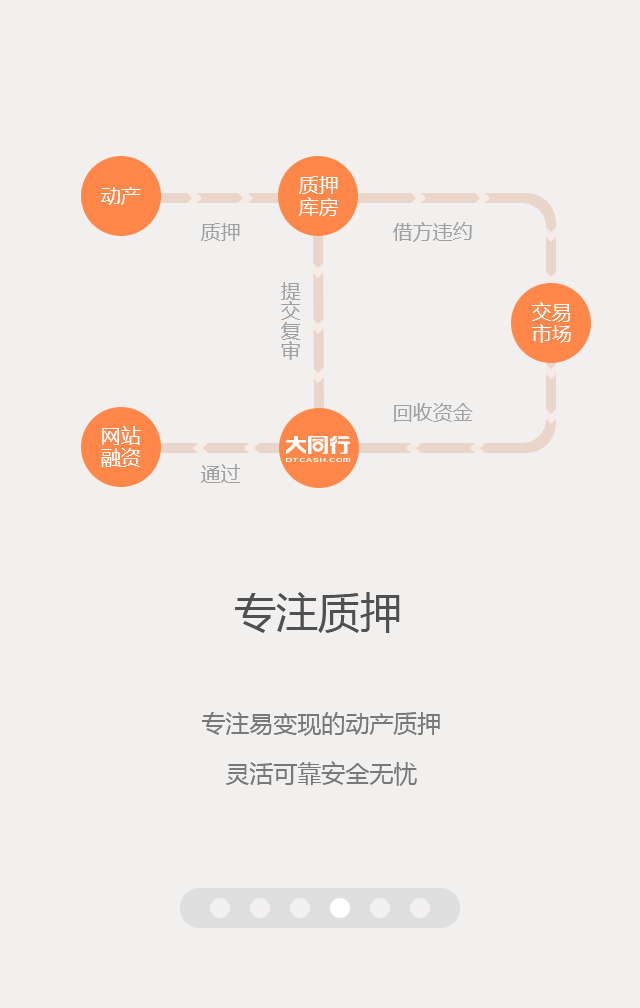 动产
质押
库房
质押
借方违约
提交复审
交易
市场
回收资金
网站
融资
大同行
DTCASH.COM
通过
专注质押
专注易变现的动产质押
灵活可靠安全无忧